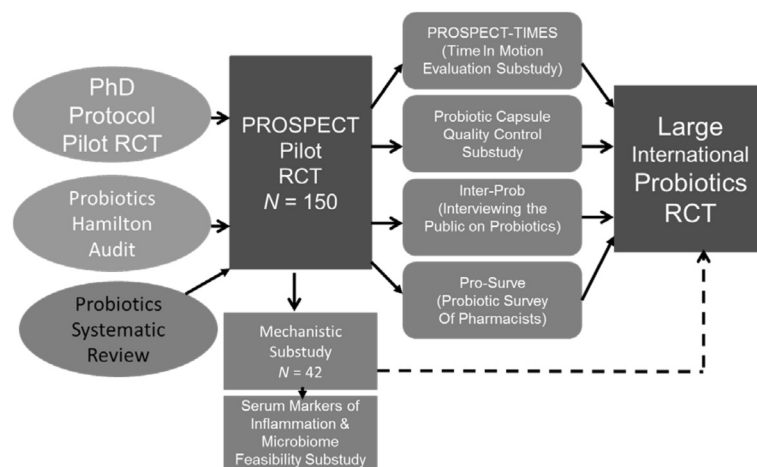 PhD
Protocol
Pilot RCT
Probiotics
Hamilton
Audit
Probiotics
Systematic
Review
PROSPECT
Pilot
RCT
N = 150
Mechanistic
Substudy
N = 42
Serum Markers of
Inflammation &
Microbiome
Feasibility Substudy
PROSPECT-TIMES
(Time In Motion
Evaluation Substudy)
Probiotic Capsule
Quality Control
Substudy
Inter-Prob
(Interviewing the
Public on Probiotics)
Pro-Surve
(Probiotic Survey
Of Pharmacists)
Large
International
Probiotics
RCT